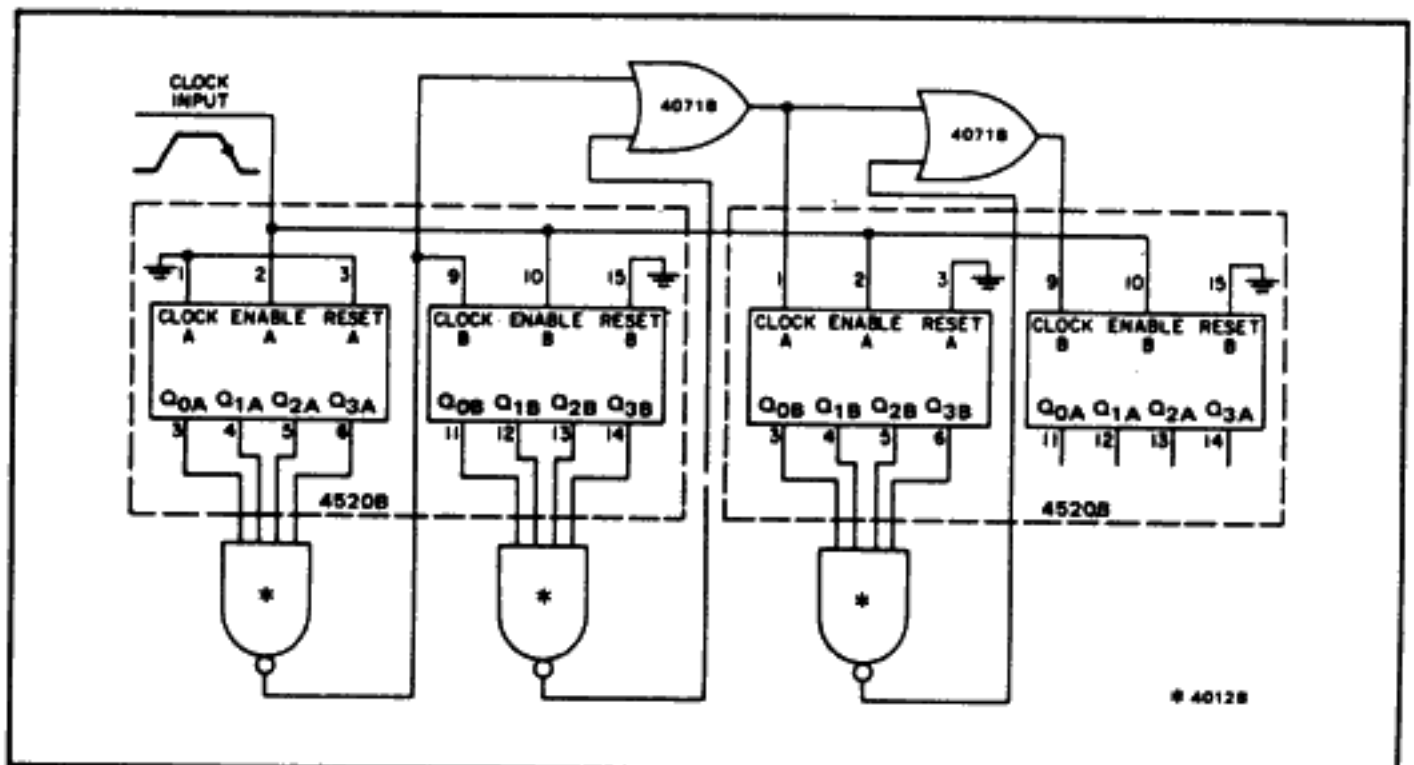 CLOCK
INPUT
4071B
4071B
1 2 3
CLOCK ENABLE RESET
A A A
Q0A Q1A Q2A Q3A
3 4 5 6
9 10 15
CLOCK ENABLE RESET
B B B
Q0B Q1B Q2B Q3B
11 12 13 14
4520B
1 2 3
CLOCK ENABLE RESET
A A A
Q0B Q1B Q2B Q3B
3 4 5 6
9 10 15
CLOCK ENABLE RESET
B B B
Q0A Q1A Q2A Q3A
11 12 13 14
4520B
*
*
*
* 4012B